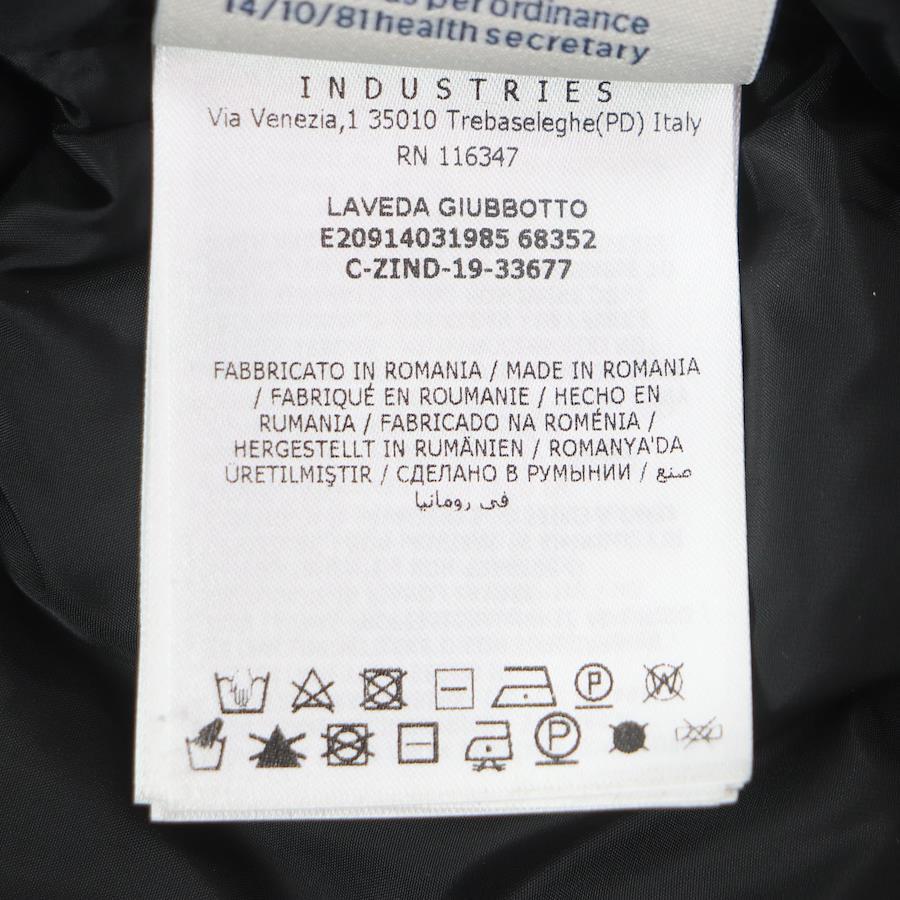 as per ordinance
14/10/81 health secretary
INDUSTRIES
Via Venezia,1 35010 Trebaseleghe(PD) Italy
RN 116347
LAVEDA GIUBBOTTO
E20914031985 68352
C-ZIND-19-33677
FABBRICATO IN ROMANIA / MADE IN ROMANIA
/ FABRIQUÉ EN ROUMANIE / HECHO EN
RUMANIA / FABRICADO NA ROMÉNIA /
HERGESTELLT IN RUMÄNIEN / ROMANYA'DA
ÜRETILMIŞTIR / СДЕЛАНО В РУМЫНИИ / صنع
في رومانيا
P W
P